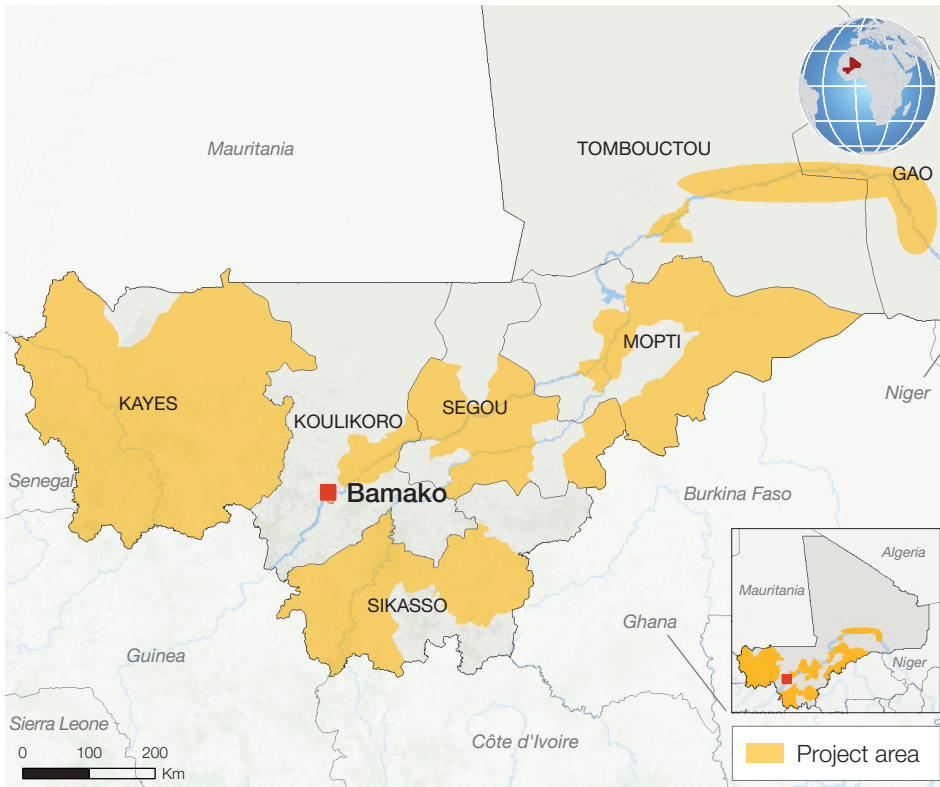 Mauritania
TOMBOUCTOU
GAO
MOPTI
KAYES
SEGOU
KOULIKORO
Niger
Senegal
Bamako
Burkina Faso
SIKASSO
Ghana
Guinea
Sierra Leone
Côte d'Ivoire
0 100 200
Km
Algeria
Mauritania
Niger
Project area